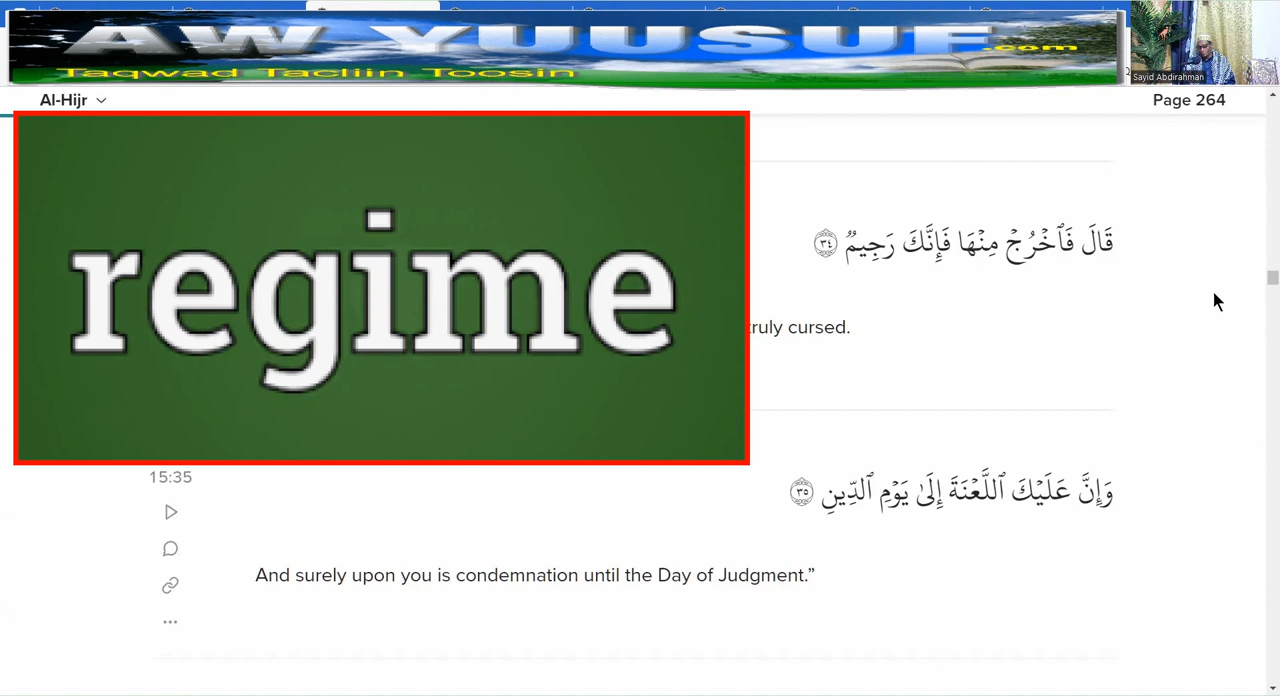 AW YUUSUF.com
Taqwad Tacliin Toosin
Sayid Abdirahman
Al-Hijr
Page 264
regime
قَالَ فَٱخْرُجْ مِنْهَا فَإِنَّكَ رَجِيمٌ ٣٤
truly cursed.
15:35
وَإِنَّ عَلَيْكَ ٱللَّعْنَةَ إِلَىٰ يَوْمِ ٱلدِّينِ ٣٥
And surely upon you is condemnation until the Day of Judgment.”